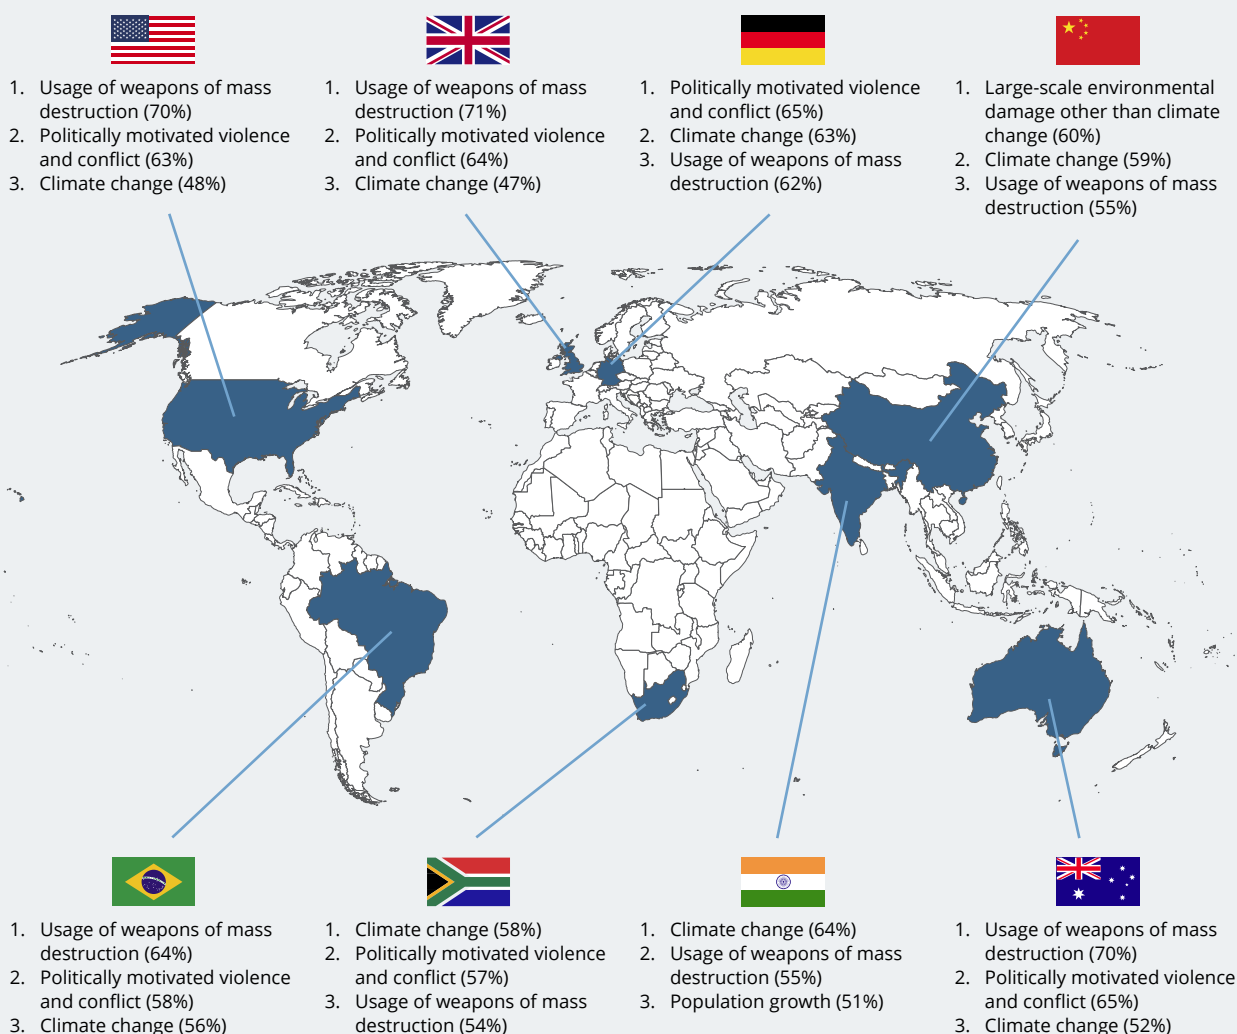 1. Usage of weapons of mass
destruction (70%)
2. Politically motivated violence
and conflict (63%)
3. Climate change (48%)
1. Usage of weapons of mass
destruction (71%)
2. Politically motivated violence
and conflict (64%)
3. Climate change (47%)
1. Politically motivated violence
and conflict (65%)
2. Climate change (63%)
3. Usage of weapons of mass
destruction (62%)
1. Large-scale environmental
damage other than climate
change (60%)
2. Climate change (59%)
3. Usage of weapons of mass
destruction (55%)
1. Usage of weapons of mass
destruction (64%)
2. Politically motivated violence
and conflict (58%)
3. Climate change (56%)
1. Climate change (58%)
2. Politically motivated violence
and conflict (57%)
3. Usage of weapons of mass
destruction (54%)
1. Climate change (64%)
2. Usage of weapons of mass
destruction (55%)
3. Population growth (51%)
1. Usage of weapons of mass
destruction (70%)
2. Politically motivated violence
and conflict (65%)
3. Climate change (52%)